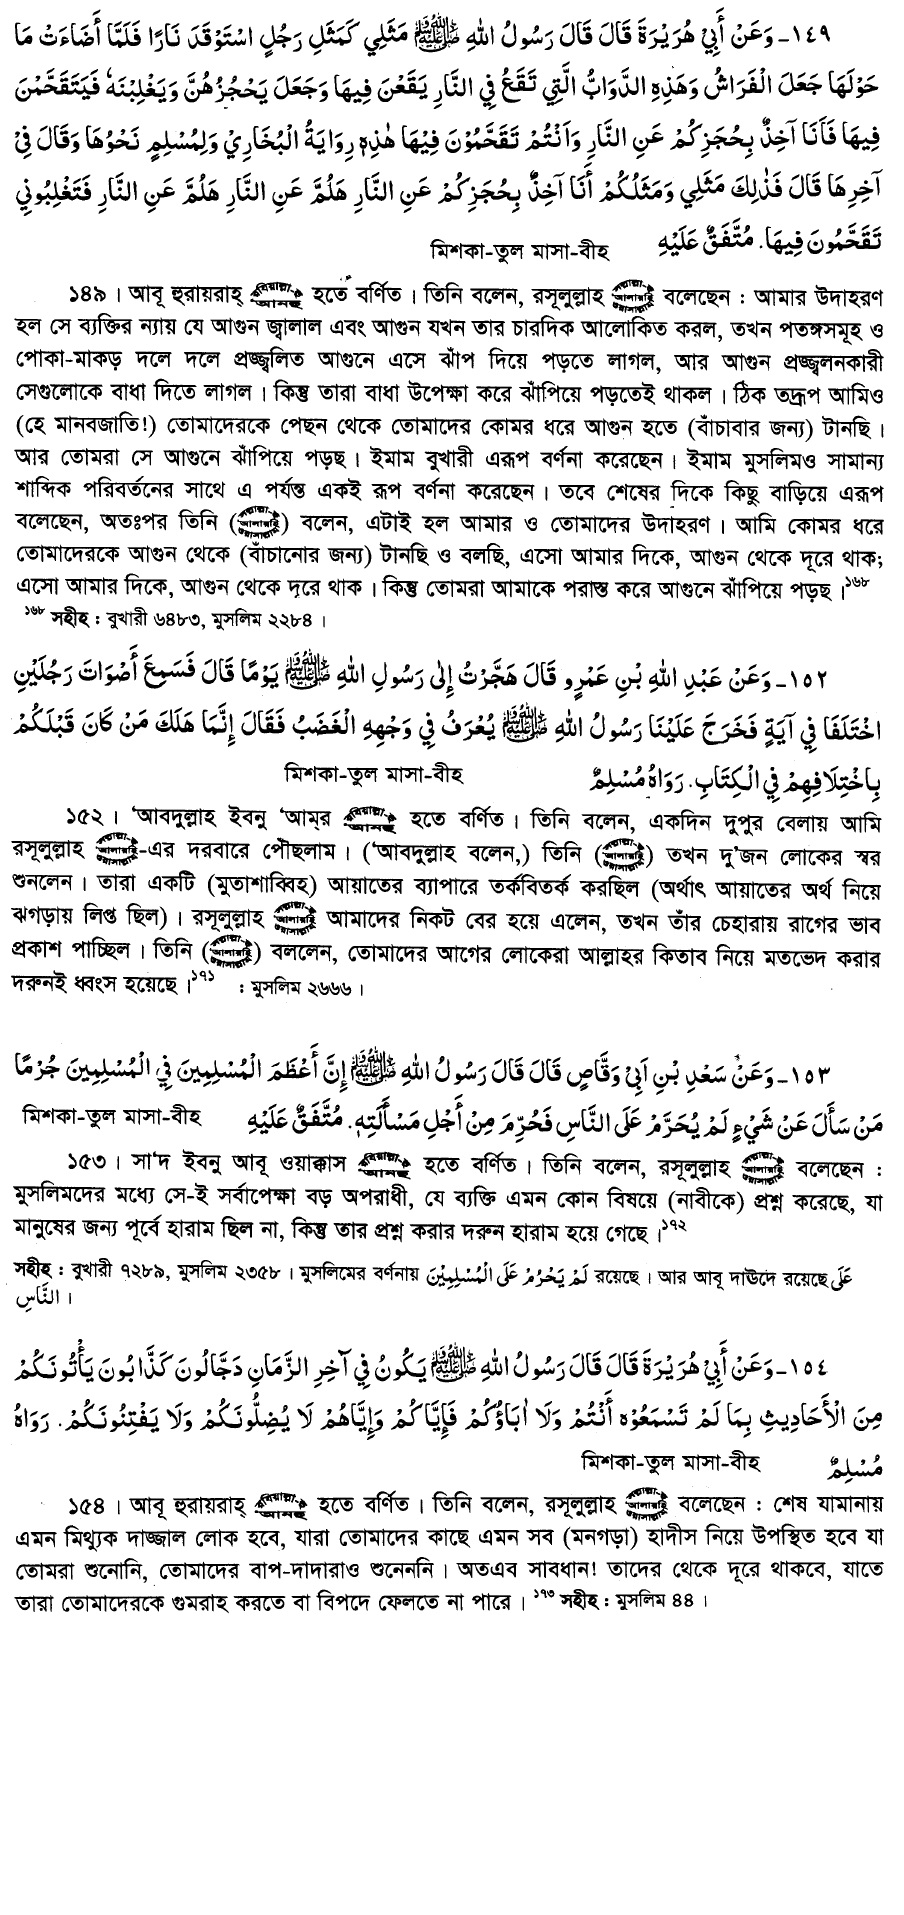 ١٤٩- وَعَنْ أَبِيْ هُرَيْرَةَ قَالَ قَالَ رَسُولُ اللهِ ﷺ مَثَلِي كَمَثَلِ رَجُلٍ اسْتَوْقَدَ نَارًا فَلَمَّا أَضَاءَتْ مَا
حَوْلَهَا جَعَلَ الْفَرَاشُ وَهَذِهِ الدَّوَابُّ الَّتِي تَقَعُ فِي النَّارِ يَقَعْنَ فِيهَا وَجَعَلَ يَحْجُزُهُنَّ وَيَغْلِبْنَهٗ فَيَتَقَحَّمْنَ
فِيهَا فَأَنَا آخِذٌ بِحُجَزِكُمْ عَنِ النَّارِ وَأَنْتُمْ تَقَحَّمُوْنَ فِيْهَا هٰذِهٖ رِوَايَةُ الْبُخَارِيْ وَلِمُسْلِمٍ نَحْوُهَا وَقَالَ فِيْ
آخِرِهَا قَالَ فَذٰلِكَ مَثَلِي وَمَثَلُكُمْ أَنَا آخِذٌ بِحُجَزِكُمْ عَنِ النَّارِ هَلُمَّ عَنِ النَّارِ هَلُمَّ عَنِ النَّارِ فَتَغْلِبُونِي
تَقَحَّمُونَ فِيهَا. مُتَّفَقٌ عَلَيْهِ মিশকা-তুল মাসা-বীহ
১৪৯। আবূ হুরায়রাহ্ রাযিয়াল্লাহু আনহু হতে বর্ণিত। তিনি বলেন, রসূলুল্লাহ সাল্লাল্লাহু আলায়হি ওয়াসাল্লাম বলেছেন : আমার উদাহরণ
হল সে ব্যক্তির ন্যায় যে আগুন জ্বালাল এবং আগুন যখন তার চারদিক আলোকিত করল, তখন পতঙ্গসমূহ ও
পোকা-মাকড় দলে দলে প্রজ্জ্বলিত আগুনে এসে ঝাঁপ দিয়ে পড়তে লাগল, আর আগুন প্রজ্জ্বলনকারী
সেগুলোকে বাধা দিতে লাগল। কিন্তু তারা বাধা উপেক্ষা করে ঝাঁপিয়ে পড়তেই থাকল। ঠিক তদ্রূপ আমিও
(হে মানবজাতি!) তোমাদেরকে পেছন থেকে তোমাদের কোমর ধরে আগুন হতে (বাঁচাবার জন্য) টানছি।
আর তোমরা সে আগুনে ঝাঁপিয়ে পড়ছ। ইমাম বুখারী এরূপ বর্ণনা করেছেন। ইমাম মুসলিমও সামান্য
শাব্দিক পরিবর্তনের সাথে এ পর্যন্ত একই রূপ বর্ণনা করেছেন। তবে শেষের দিকে কিছু বাড়িয়ে এরূপ
বলেছেন, অতঃপর তিনি (সাল্লাল্লাহু আলায়হি ওয়াসাল্লাম) বলেন, এটাই হল আমার ও তোমাদের উদাহরণ। আমি কোমর ধরে
তোমাদেরকে আগুন থেকে (বাঁচানোর জন্য) টানছি ও বলছি, এসো আমার দিকে, আগুন থেকে দূরে থাক;
এসো আমার দিকে, আগুন থেকে দূরে থাক। কিন্তু তোমরা আমাকে পরাস্ত করে আগুনে ঝাঁপিয়ে পড়ছ।১৬৮
১৬৮ সহীহ : বুখারী ৬৪৮৩, মুসলিম ২২৮৪।
١٥٢- وَعَنْ عَبْدِ اللهِ بْنِ عَمْرٍو قَالَ هَجَّرْتُ إِلٰى رَسُولِ اللهِ ﷺ يَوْمًا قَالَ فَسَمِعَ أَصْوَاتَ رَجُلَيْنِ
اخْتَلَفَا فِي آيَةٍ فَخَرَجَ عَلَيْنَا رَسُولُ اللهِ ﷺ يُعْرَفُ فِي وَجْهِهِ الْغَضَبُ فَقَالَ إِنَّمَا هَلَكَ مَنْ كَانَ قَبْلَكُمْ
بِاخْتِلَافِهِمْ فِي الْكِتَابِ. رَوَاهُ مُسْلِمٌ মিশকা-তুল মাসা-বীহ
১৫২। 'আবদুল্লাহ ইবনু 'আম্‌র রাযিয়াল্লাহু আনহু হতে বর্ণিত। তিনি বলেন, একদিন দুপুর বেলায় আমি
রসূলুল্লাহ সাল্লাল্লাহু আলায়হি ওয়াসাল্লাম-এর দরবারে পৌঁছলাম। ('আবদুল্লাহ বলেন,) তিনি (সাল্লাল্লাহু আলায়হি ওয়াসাল্লাম) তখন দু'জন লোকের স্বর
শুনলেন। তারা একটি (মুতাশাব্বিহ) আয়াতের ব্যাপারে তর্কবিতর্ক করছিল (অর্থাৎ আয়াতের অর্থ নিয়ে
ঝগড়ায় লিপ্ত ছিল)। রসূলুল্লাহ সাল্লাল্লাহু আলায়হি ওয়াসাল্লাম আমাদের নিকট বের হয়ে এলেন, তখন তাঁর চেহারায় রাগের ভাব
প্রকাশ পাচ্ছিল। তিনি (সাল্লাল্লাহু আলায়হি ওয়াসাল্লাম) বললেন, তোমাদের আগের লোকেরা আল্লাহর কিতাব নিয়ে মতভেদ করার
দরুনই ধ্বংস হয়েছে।১৭১ : মুসলিম ২৬৬৬।
١٥٣- وَعَنْ سَعْدِ بْنِ أَبِيْ وَقَّاصٍ قَالَ قَالَ رَسُولُ اللهِ ﷺ إِنَّ أَعْظَمَ الْمُسْلِمِينَ فِي الْمُسْلِمِينَ جُرْمًا
مَنْ سَأَلَ عَنْ شَيْءٍ لَمْ يُحَرَّمْ عَلَى النَّاسِ فَحُرِّمَ مِنْ أَجْلِ مَسْأَلَتِهٖ. مُتَّفَقٌ عَلَيْهِ মিশকা-তুল মাসা-বীহ
১৫৩। সা'দ ইবনু আবূ ওয়াক্কাস রাযিয়াল্লাহু আনহু হতে বর্ণিত। তিনি বলেন, রসূলুল্লাহ সাল্লাল্লাহু আলায়হি ওয়াসাল্লাম বলেছেন :
মুসলিমদের মধ্যে সে-ই সর্বাপেক্ষা বড় অপরাধী, যে ব্যক্তি এমন কোন বিষয়ে (নাবীকে) প্রশ্ন করেছে, যা
মানুষের জন্য পূর্বে হারাম ছিল না, কিন্তু তার প্রশ্ন করার দরুন হারাম হয়ে গেছে।১৭২
সহীহ : বুখারী ৭২৮৯, মুসলিম ২৩৫৮। মুসলিমের বর্ণনায় لَمْ يَحْرُمْ عَلَى الْمُسْلِمِيْنَ রয়েছে। আর আবূ দাঊদে রয়েছে عَلَى
النَّاسِ।
١٥٤- وَعَنْ أَبِيْ هُرَيْرَةَ قَالَ قَالَ رَسُولُ اللهِ ﷺ يَكُونُ فِي آخِرِ الزَّمَانِ دَجَّالُونَ كَذَّابُونَ يَأْتُونَكُمْ
مِنَ الْأَحَادِيثِ بِمَا لَمْ تَسْمَعُوْه أَنْتُمْ وَلَا اٰبَاؤُكُمْ فَإِيَّاكُمْ وَإِيَّاهُمْ لَا يُضِلُّونَكُمْ وَلَا يَفْتِنُونَكُمْ. رَوَاهُ
مُسْلِمٌ মিশকা-তুল মাসা-বীহ
১৫৪। আবূ হুরায়রাহ্ রাযিয়াল্লাহু আনহু হতে বর্ণিত। তিনি বলেন, রসূলুল্লাহ সাল্লাল্লাহু আলায়হি ওয়াসাল্লাম বলেছেন : শেষ যামানায়
এমন মিথ্যুক দাজ্জাল লোক হবে, যারা তোমাদের কাছে এমন সব (মনগড়া) হাদীস নিয়ে উপস্থিত হবে যা
তোমরা শুনোনি, তোমাদের বাপ-দাদারাও শুনেননি। অতএব সাবধান! তাদের থেকে দূরে থাকবে, যাতে
তারা তোমাদেরকে গুমরাহ করতে বা বিপদে ফেলতে না পারে।১৭৩ সহীহ : মুসলিম ৪৪।